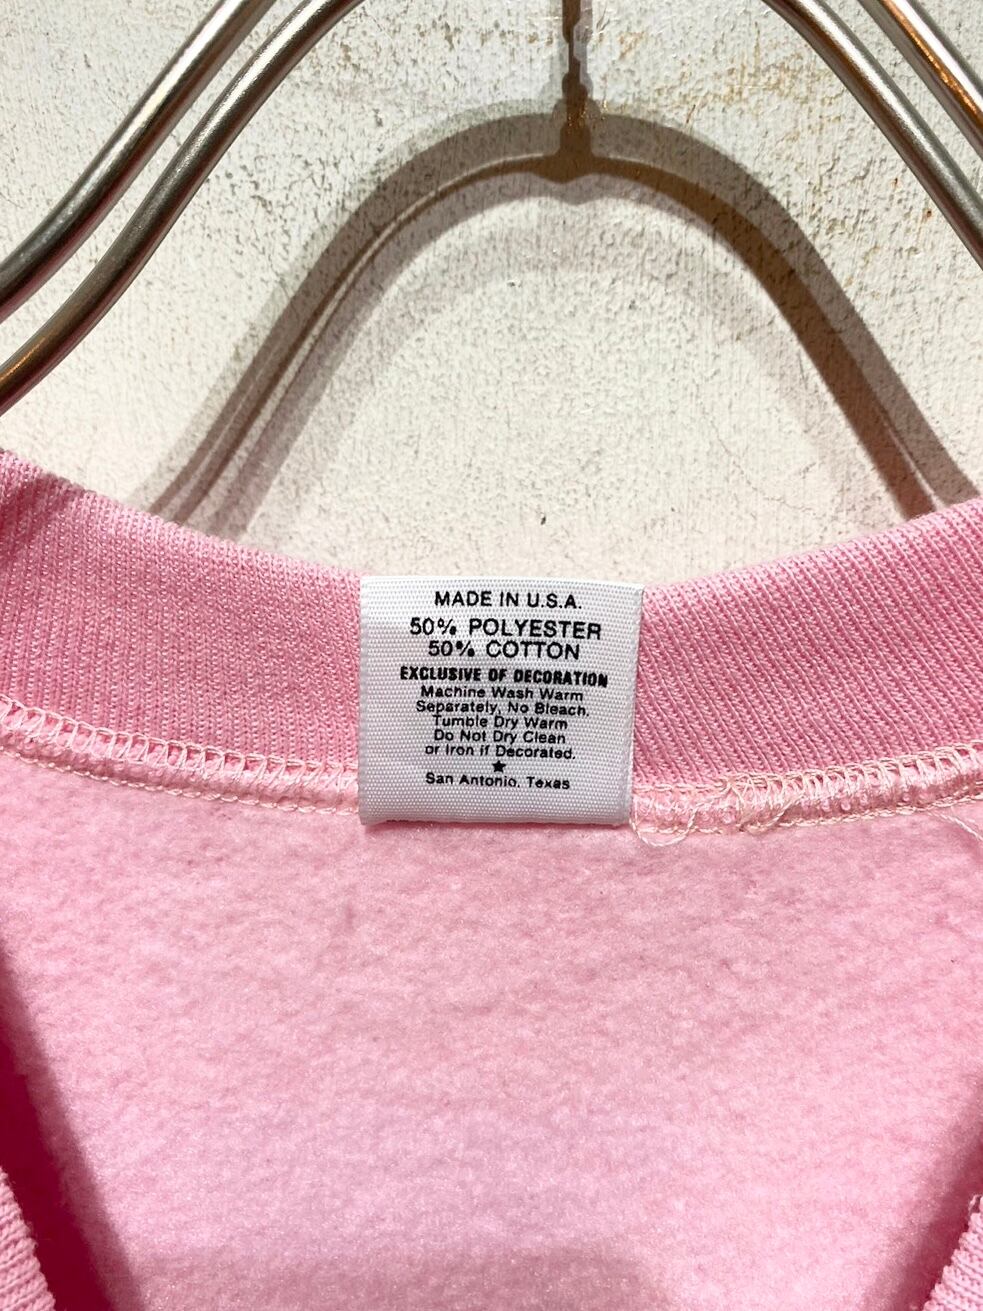 MADE IN U.S.A.
50% POLYESTER
50% COTTON
EXCLUSIVE OF DECORATION
Machine Wash Warm
Separately, No Bleach.
Tumble Dry Warm
Do Not Dry Clean
or Iron if Decorated.
★
San Antonio, Texas